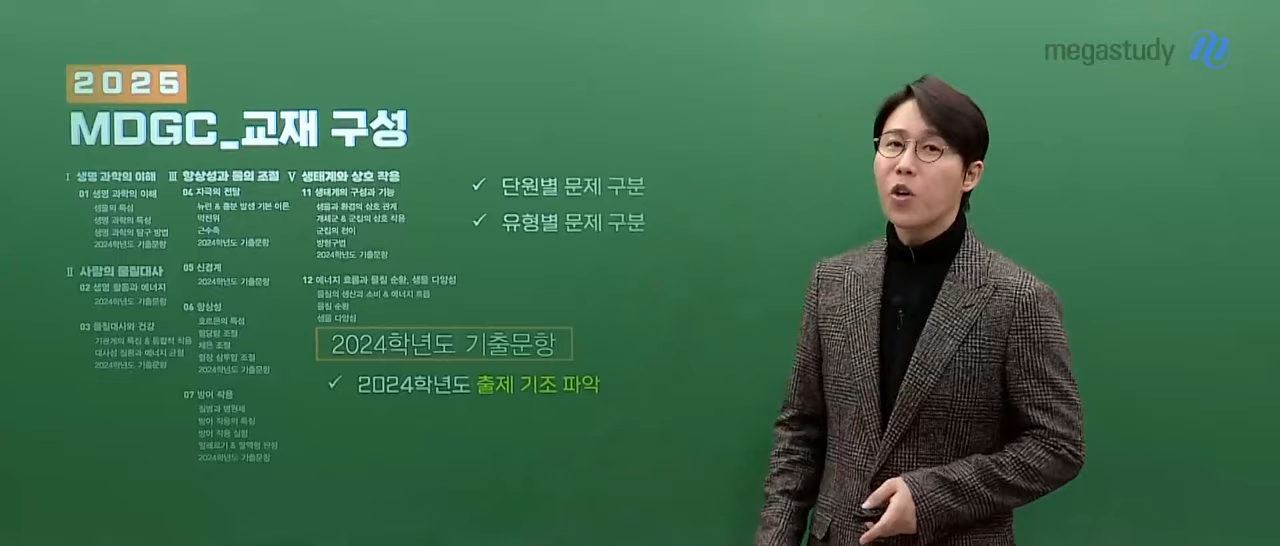 megastudy
2025
MDGC_교재 구성
Ⅰ 생명 과학의 이해
01 생명 과학의 이해
생물의 특성
생명 과학의 특성
생명 과학의 탐구 방법
2024학년도 기출문항
Ⅱ 사람의 물질대사
02 생명 활동과 에너지
2024학년도 기출문항
03 물질대사와 건강
기관계의 특징 & 통합적 작용
대사성 질환과 에너지 균형
2024학년도 기출문항
Ⅲ 항상성과 몸의 조절
04 자극의 전달
뉴런 & 흥분 발생 기본 이론
막전위
근수축
2024학년도 기출문항
05 신경계
2024학년도 기출문항
06 항상성
호르몬의 특성
혈당량 조절
체온 조절
혈장 삼투압 조절
2024학년도 기출문항
07 방어 작용
질병과 병원체
방어 작용의 특징
방어 작용 실험
알레르기 & 혈액형 판정
2024학년도 기출문항
Ⅴ 생태계와 상호 작용
11 생태계의 구성과 기능
생물과 환경의 상호 관계
개체군 & 군집의 상호 작용
군집의 천이
방형구법
2024학년도 기출문항
12 에너지 흐름과 물질 순환, 생물 다양성
물질의 생산과 소비 & 에너지 흐름
물질 순환
생물 다양성
2024학년도 기출문항
✓ 2024학년도 출제 기조 파악
✓ 단원별 문제 구분
✓ 유형별 문제 구분